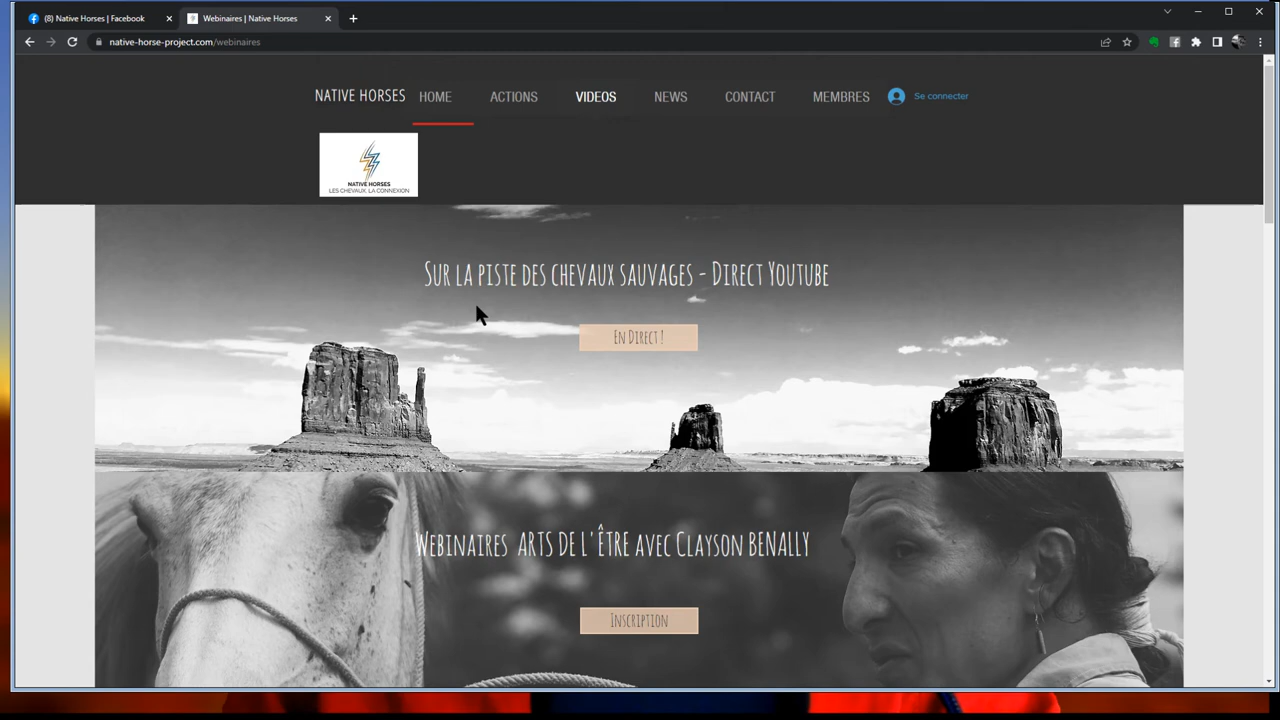 (8) Native Horses | Facebook
Webinaires | Native Horses
native-horse-project.com/webinaires
NATIVE HORSES
HOME
ACTIONS
VIDEOS
NEWS
CONTACT
MEMBRES
Se connecter
NATIVE HORSES
LES CHEVAUX, LA CONNEXION
Sur la piste des chevaux sauvages - Direct Youtube
En Direct !
Webinaires ARTS DE L'ÊTRE avec Clayson BENALLY
Inscription